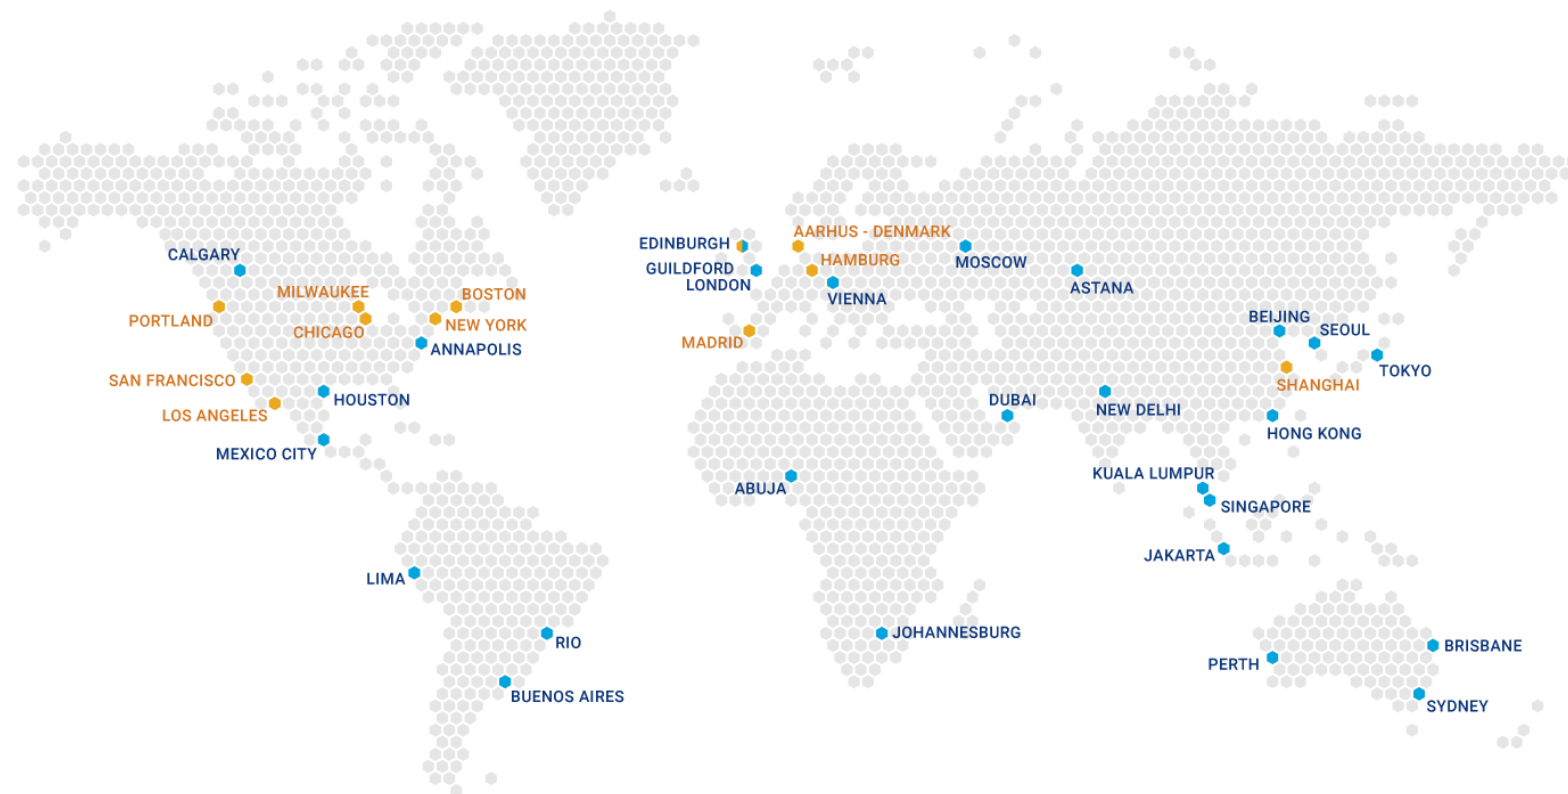 AARHUS - DENMARK
EDINBURGH
CALGARY
HAMBURG
MOSCOW
GUILDFORD
LONDON
ASTANA
MILWAUKEE
BOSTON
VIENNA
BEIJING
PORTLAND
CHICAGO
NEW YORK
SEOUL
MADRID
ANNAPOLIS
TOKYO
SAN FRANCISCO
SHANGHAI
HOUSTON
DUBAI
NEW DELHI
LOS ANGELES
HONG KONG
MEXICO CITY
KUALA LUMPUR
ABUJA
SINGAPORE
JAKARTA
LIMA
JOHANNESBURG
RIO
BRISBANE
PERTH
BUENOS AIRES
SYDNEY